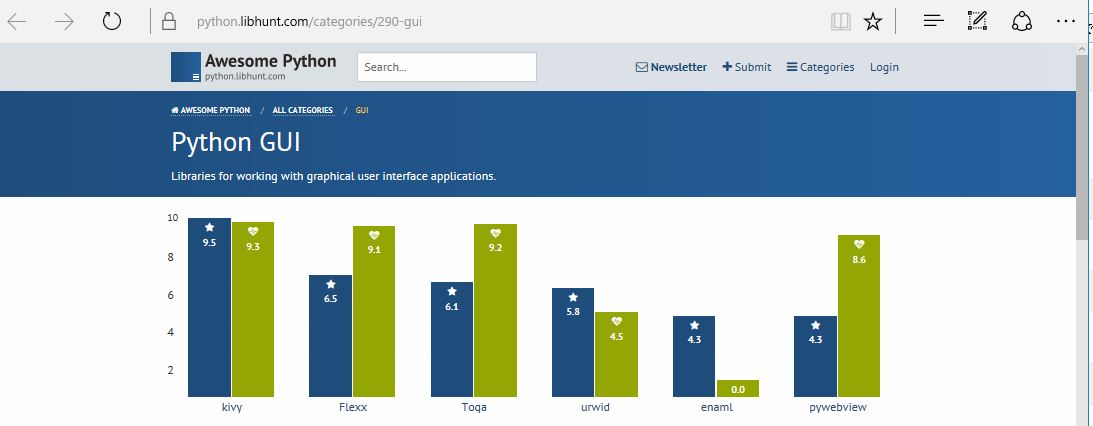 python.libhunt.com/categories/290-gui
Awesome Python
python.libhunt.com
Search...
Newsletter
Submit
Categories
Login
AWESOME PYTHON / ALL CATEGORIES / GUI
Python GUI
Libraries for working with graphical user interface applications.
10
8
6
4
2
9.5
9.3
6.5
9.1
6.1
9.2
5.8
4.5
4.3
0.0
4.3
8.6
kivy
Flexx
Toga
urwid
enaml
pywebview